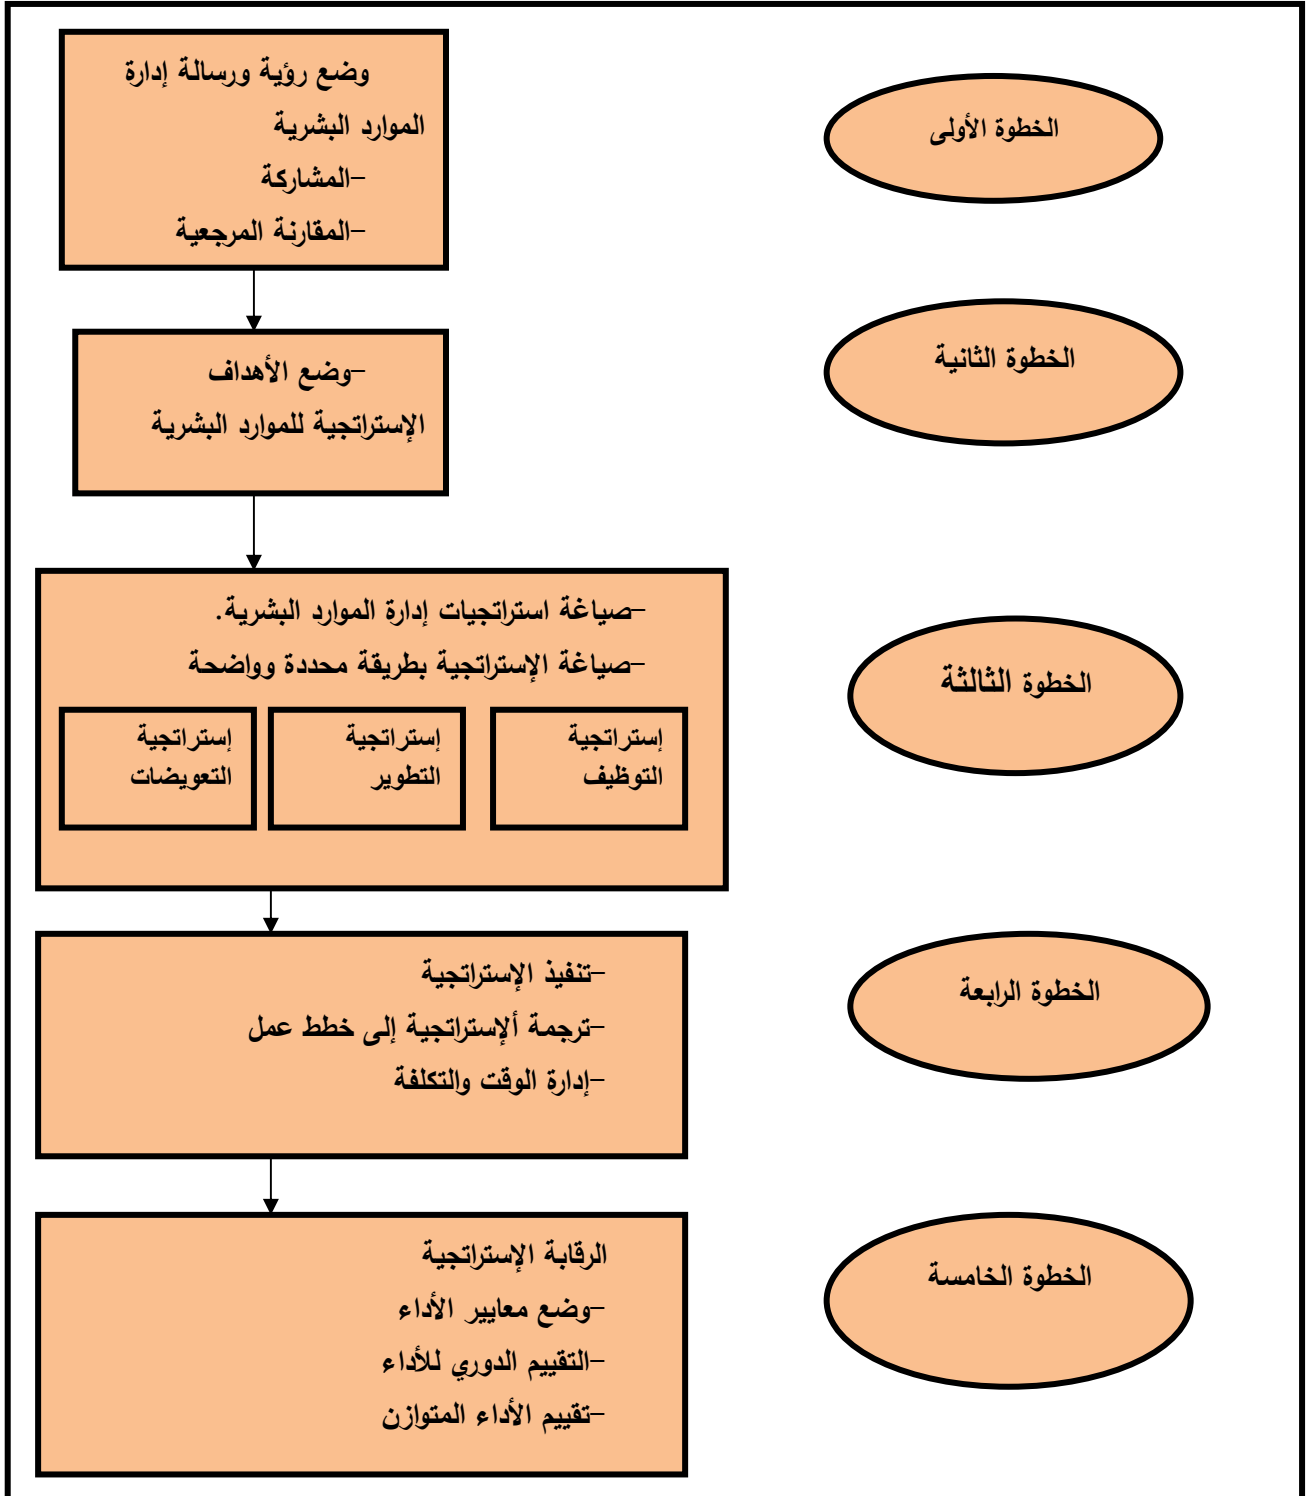 الخطوة الأولى
وضع رؤية ورسالة إدارة
الموارد البشرية
-المشاركة
-المقارنة المرجعية
الخطوة الثانية
-وضع الأهداف
الإستراتجية للموارد البشرية
الخطوة الثالثة
-صياغة استراتجيات إدارة الموارد البشرية.
-صياغة الإستراتجية بطريقة محددة وواضحة
إستراتجية
التوظيف
إستراتجية
التطوير
إستراتجية
التعويضات
الخطوة الرابعة
-تنفيذ الإستراتجية
-ترجمة ألإستراتجية إلى خطط عمل
-إدارة الوقت والتكلفة
الخطوة الخامسة
الرقابة الإستراتجية
-وضع معايير الأداء
-التقييم الدوري للأداء
-تقييم الأداء المتوازن